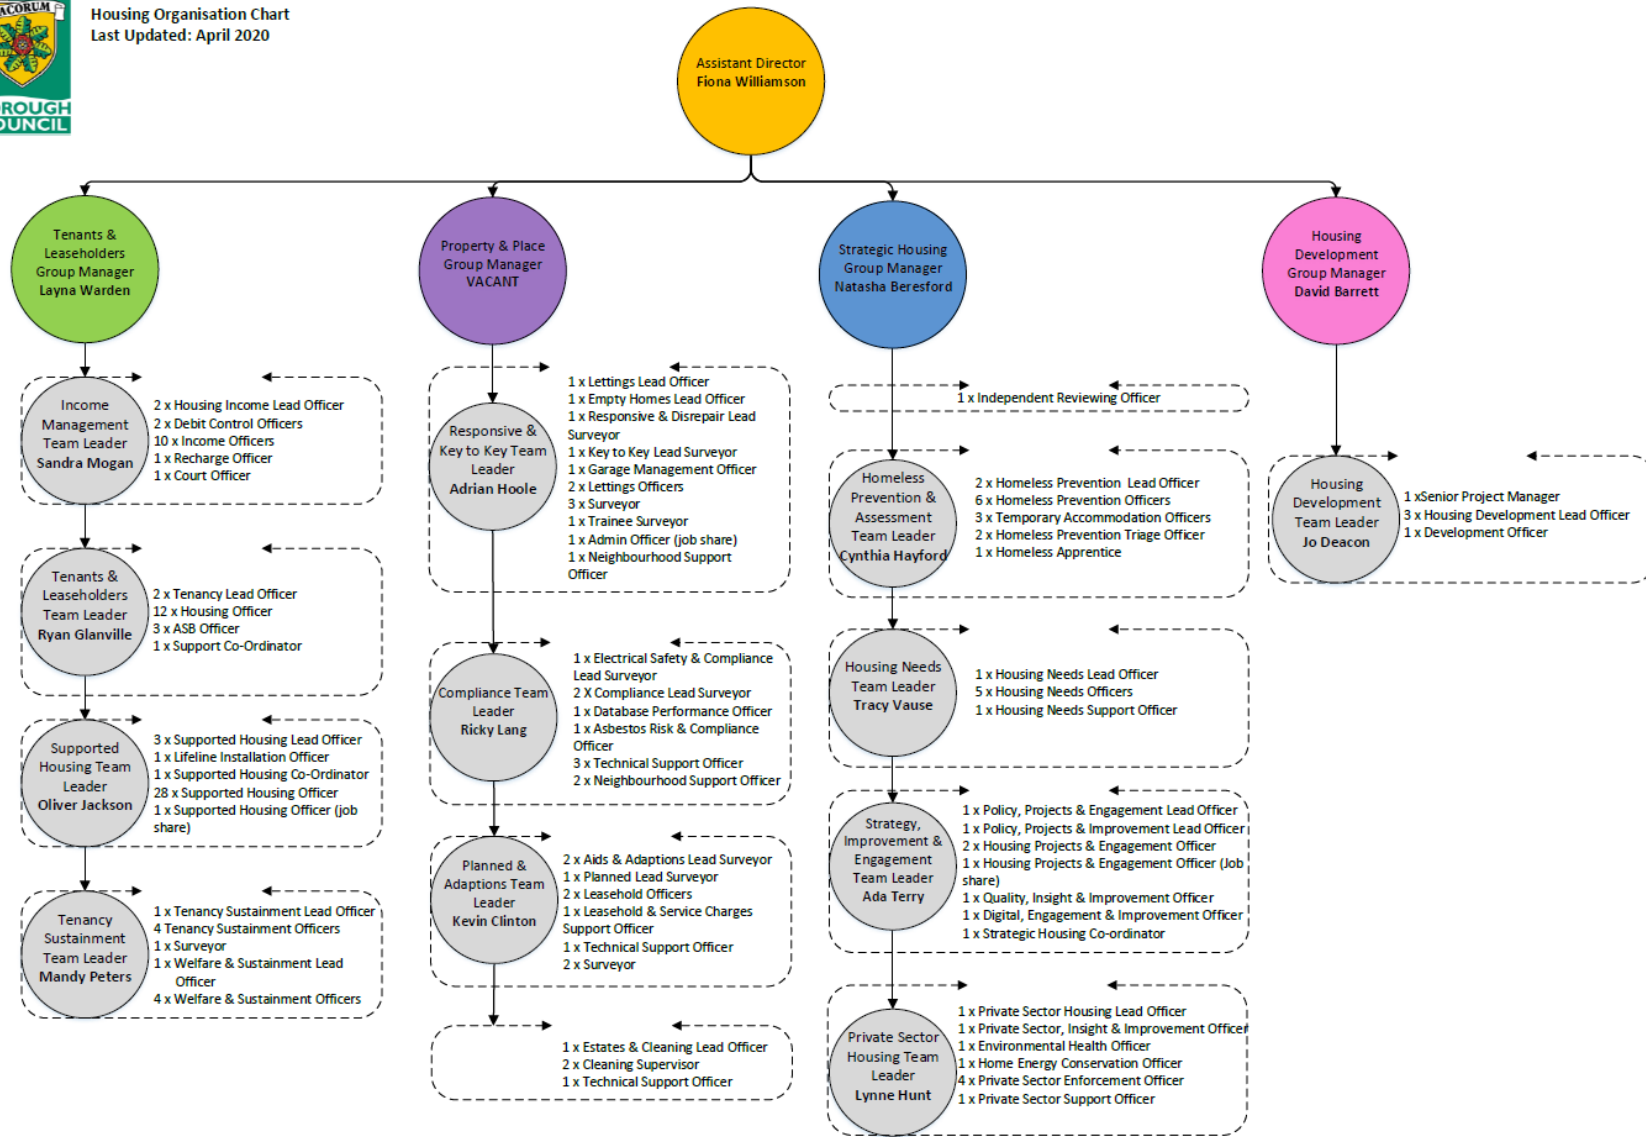 ACORUM
OROUGH
OUNCIL
Housing Organisation Chart
Last Updated: April 2020
Assistant Director
Fiona Williamson
Tenants &
Leaseholders
Group Manager
Layna Warden
Property & Place
Group Manager
VACANT
Strategic Housing
Group Manager
Natasha Beresford
Housing
Development
Group Manager
David Barrett
Income
Management
Team Leader
Sandra Mogan
2 x Housing Income Lead Officer
2 x Debit Control Officers
10 x Income Officers
1 x Recharge Officer
1 x Court Officer
Tenants &
Leaseholders
Team Leader
Ryan Glanville
2 x Tenancy Lead Officer
12 x Housing Officer
3 x ASB Officer
1 x Support Co-Ordinator
Supported
Housing Team
Leader
Oliver Jackson
3 x Supported Housing Lead Officer
1 x Lifeline Installation Officer
1 x Supported Housing Co-Ordinator
28 x Supported Housing Officer
1 x Supported Housing Officer (job
share)
Tenancy
Sustainment
Team Leader
Mandy Peters
1 x Tenancy Sustainment Lead Officer
4 Tenancy Sustainment Officers
1 x Surveyor
1 x Welfare & Sustainment Lead
Officer
4 x Welfare & Sustainment Officers
Responsive &
Key to Key Team
Leader
Adrian Hoole
1 x Lettings Lead Officer
1 x Empty Homes Lead Officer
1 x Responsive & Disrepair Lead
Surveyor
1 x Key to Key Lead Surveyor
1 x Garage Management Officer
2 x Lettings Officers
3 x Surveyor
1 x Trainee Surveyor
1 x Admin Officer (job share)
1 x Neighbourhood Support
Officer
Compliance Team
Leader
Ricky Lang
1 x Electrical Safety & Compliance
Lead Surveyor
2 X Compliance Lead Surveyor
1 x Database Performance Officer
1 x Asbestos Risk & Compliance
Officer
3 x Technical Support Officer
2 x Neighbourhood Support Officer
Planned &
Adaptions Team
Leader
Kevin Clinton
2 x Aids & Adaptions Lead Surveyor
1 x Planned Lead Surveyor
2 x Leasehold Officers
1 x Leasehold & Service Charges
Support Officer
1 x Technical Support Officer
2 x Surveyor
1 x Estates & Cleaning Lead Officer
2 x Cleaning Supervisor
1 x Technical Support Officer
1 x Independent Reviewing Officer
Homeless
Prevention &
Assessment
Team Leader
Cynthia Hayford
2 x Homeless Prevention Lead Officer
6 x Homeless Prevention Officers
3 x Temporary Accommodation Officers
2 x Homeless Prevention Triage Officer
1 x Homeless Apprentice
Housing Needs
Team Leader
Tracy Vause
1 x Housing Needs Lead Officer
5 x Housing Needs Officers
1 x Housing Needs Support Officer
Strategy,
Improvement &
Engagement
Team Leader
Ada Terry
1 x Policy, Projects & Engagement Lead Officer
1 x Policy, Projects & Improvement Lead Officer
2 x Housing Projects & Engagement Officer
1 x Housing Projects & Engagement Officer (Job
share)
1 x Quality, Insight & Improvement Officer
1 x Digital, Engagement & Improvement Officer
1 x Strategic Housing Co-ordinator
Private Sector
Housing Team
Leader
Lynne Hunt
1 x Private Sector Housing Lead Officer
1 x Private Sector, Insight & Improvement Officer
1 x Environmental Health Officer
1 x Home Energy Conservation Officer
4 x Private Sector Enforcement Officer
1 x Private Sector Support Officer
Housing
Development
Team Leader
Jo Deacon
1 xSenior Project Manager
3 x Housing Development Lead Officer
1 x Development Officer